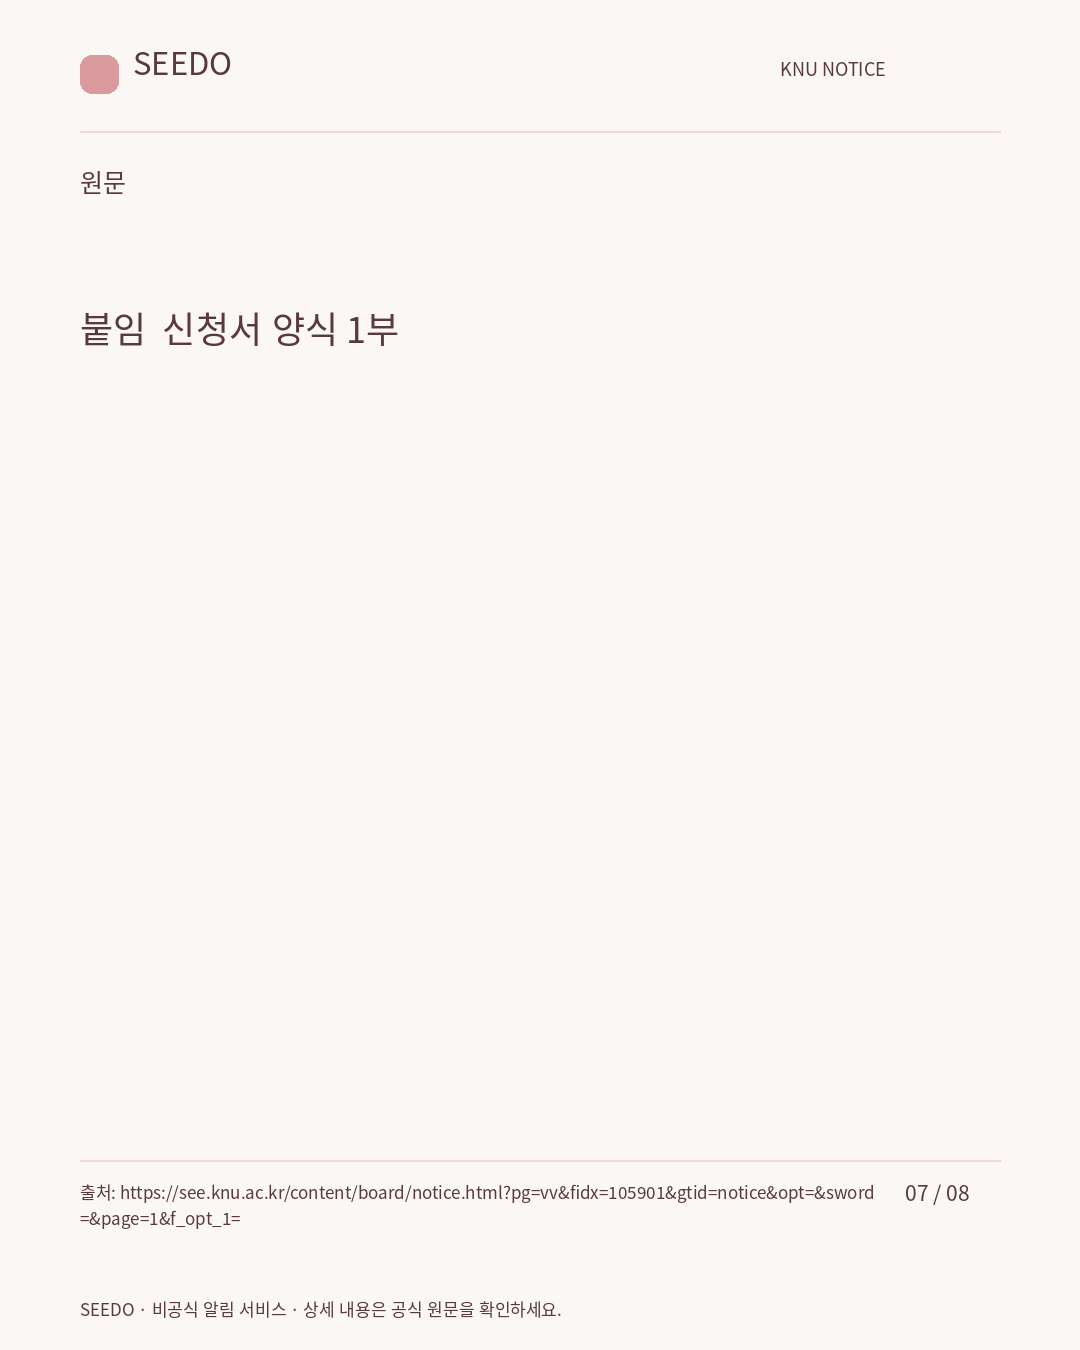 SEEDO
KNU NOTICE
원문
붙임  신청서 양식 1부
출처: https://see.knu.ac.kr/content/board/notice.html?pg=vv&fidx=105901&gtid=notice&opt=&sword
=&page=1&f_opt_1=
07 / 08
SEEDO · 비공식 알림 서비스 · 상세 내용은 공식 원문을 확인하세요.